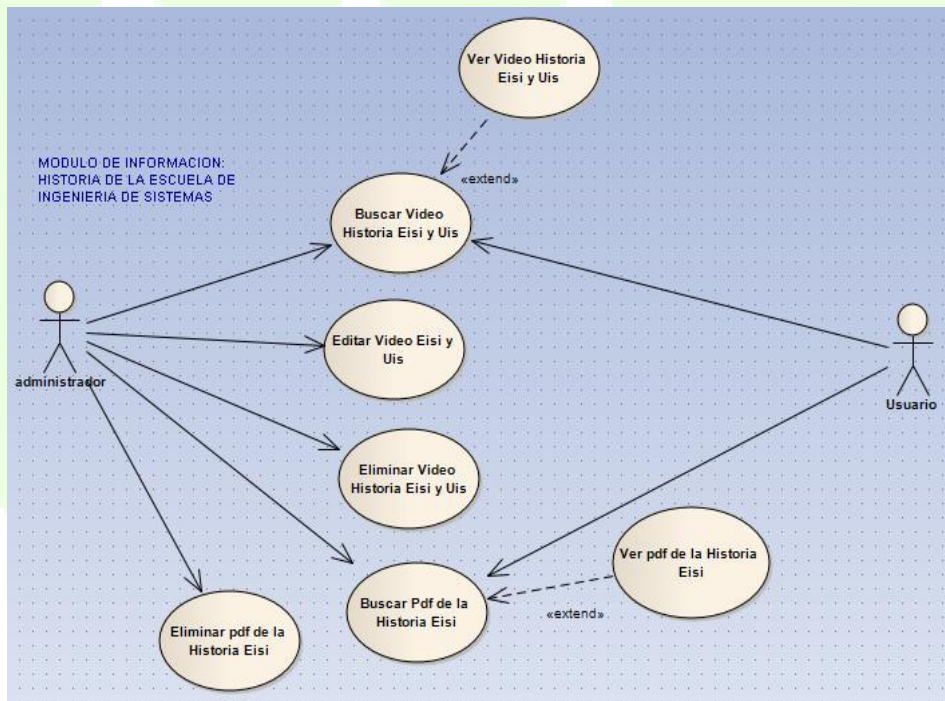 Ver Video Historia
Eisi y Uis
MODULO DE INFORMACION:
HISTORIA DE LA ESCUELA DE
INGENIERIA DE SISTEMAS
«extend»
Buscar Video
Historia Eisi y Uis
Editar Video Eisi y
Uis
administrador
Usuario
Eliminar Video
Historia Eisi y Uis
Ver pdf de la Historia
Eisi
Buscar Pdf de la
Historia Eisi
«extend»
Eliminar pdf de la
Historia Eisi